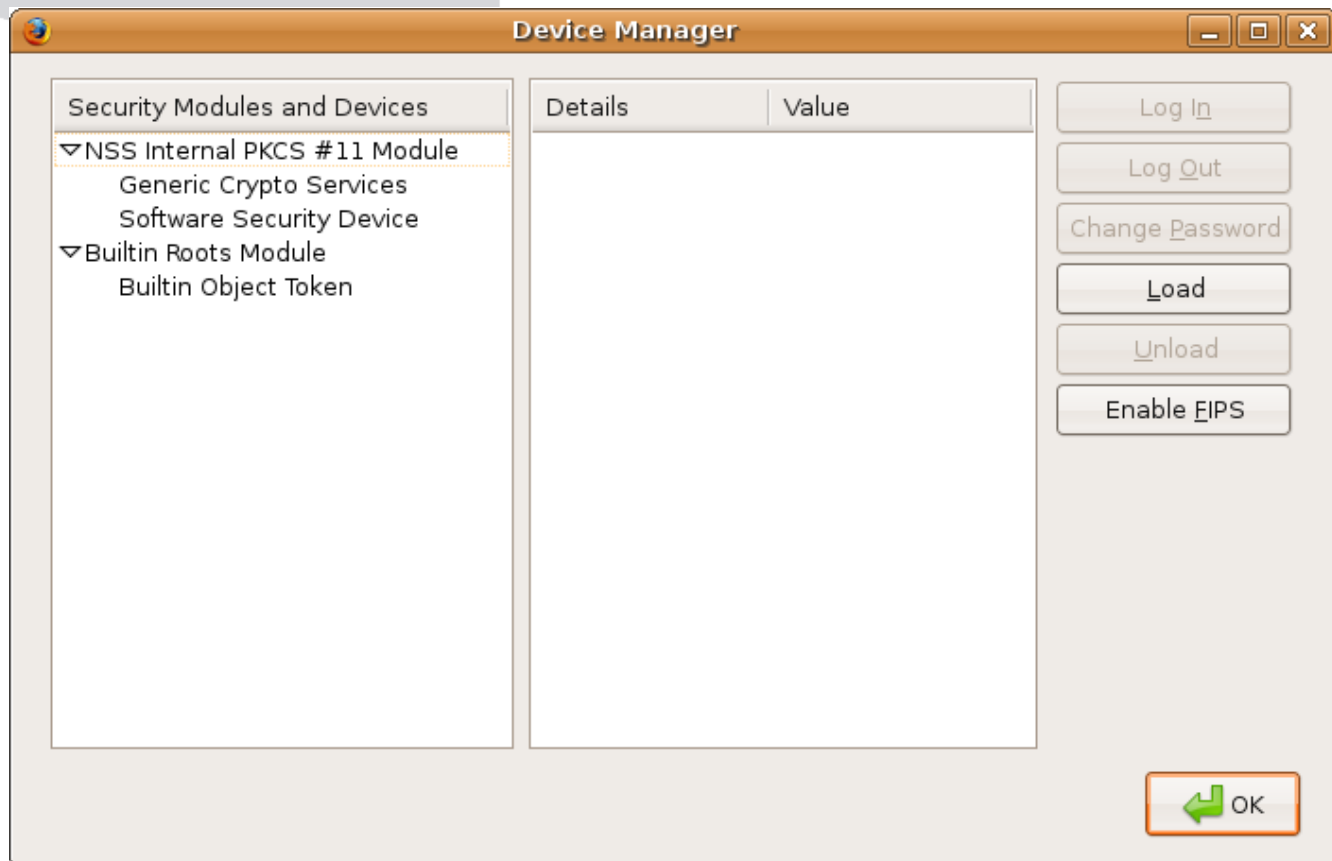 Device Manager
Security Modules and Devices
NSS Internal PKCS #11 Module
Generic Crypto Services
Software Security Device
Builtin Roots Module
Builtin Object Token
Details Value
Log In
Log Out
Change Password
Load
Unload
Enable FIPS
OK